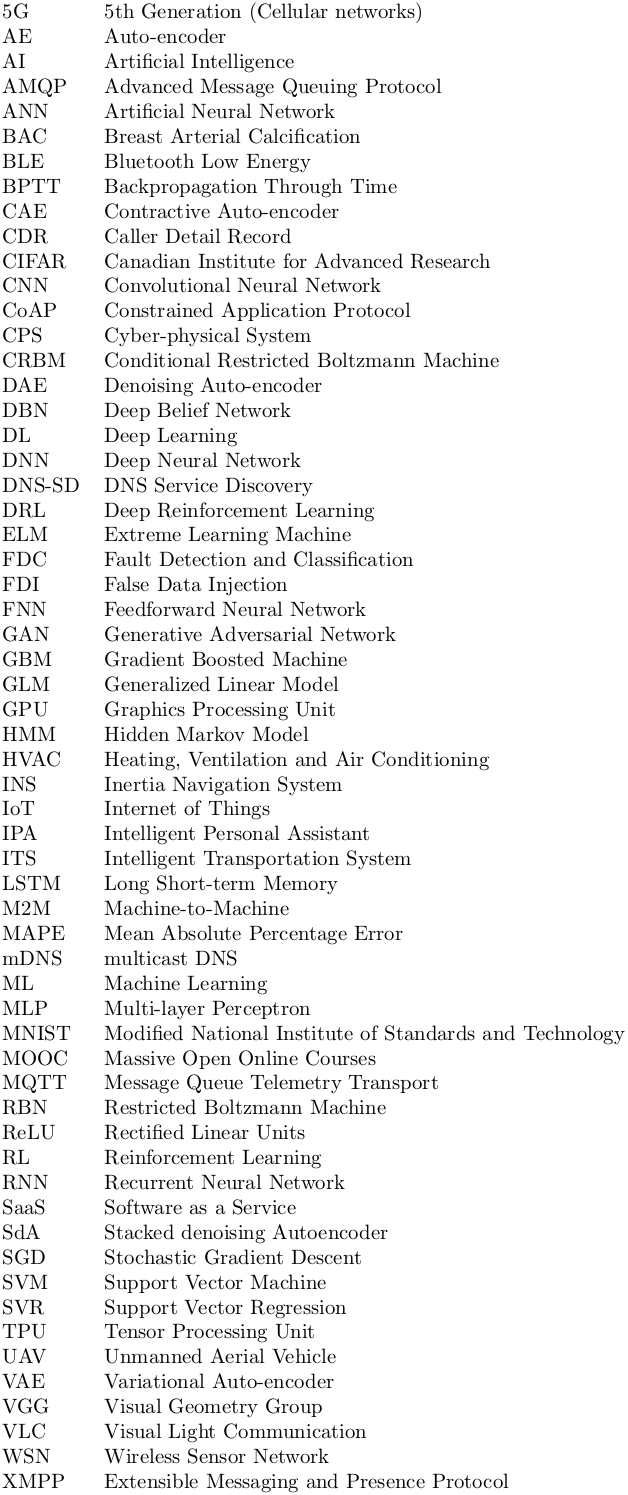 5G 5th Generation (Cellular networks)
AE Auto-encoder
AI Artificial Intelligence
AMQP Advanced Message Queuing Protocol
ANN Artificial Neural Network
BAC Breast Arterial Calcification
BLE Bluetooth Low Energy
BPTT Backpropagation Through Time
CAE Contractive Auto-encoder
CDR Caller Detail Record
CIFAR Canadian Institute for Advanced Research
CNN Convolutional Neural Network
CoAP Constrained Application Protocol
CPS Cyber-physical System
CRBM Conditional Restricted Boltzmann Machine
DAE Denoising Auto-encoder
DBN Deep Belief Network
DL Deep Learning
DNN Deep Neural Network
DNS-SD DNS Service Discovery
DRL Deep Reinforcement Learning
ELM Extreme Learning Machine
FDC Fault Detection and Classification
FDI False Data Injection
FNN Feedforward Neural Network
GAN Generative Adversarial Network
GBM Gradient Boosted Machine
GLM Generalized Linear Model
GPU Graphics Processing Unit
HMM Hidden Markov Model
HVAC Heating, Ventilation and Air Conditioning
INS Inertia Navigation System
IoT Internet of Things
IPA Intelligent Personal Assistant
ITS Intelligent Transportation System
LSTM Long Short-term Memory
M2M Machine-to-Machine
MAPE Mean Absolute Percentage Error
mDNS multicast DNS
ML Machine Learning
MLP Multi-layer Perceptron
MNIST Modified National Institute of Standards and Technology
MOOC Massive Open Online Courses
MQTT Message Queue Telemetry Transport
RBN Restricted Boltzmann Machine
ReLU Rectified Linear Units
RL Reinforcement Learning
RNN Recurrent Neural Network
SaaS Software as a Service
SdA Stacked denoising Autoencoder
SGD Stochastic Gradient Descent
SVM Support Vector Machine
SVR Support Vector Regression
TPU Tensor Processing Unit
UAV Unmanned Aerial Vehicle
VAE Variational Auto-encoder
VGG Visual Geometry Group
VLC Visual Light Communication
WSN Wireless Sensor Network
XMPP Extensible Messaging and Presence Protocol